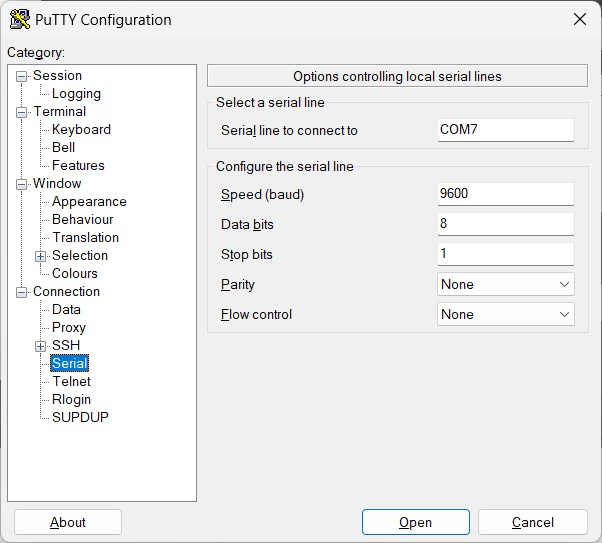 PuTTY Configuration
Category:
Session
Logging
Terminal
Keyboard
Bell
Features
Window
Appearance
Behaviour
Translation
Selection
Colours
Connection
Data
Proxy
SSH
Serial
Telnet
Rlogin
SUPDUP
Options controlling local serial lines
Select a serial line
Serial line to connect to COM7
Configure the serial line
Speed (baud) 9600
Data bits 8
Stop bits 1
Parity None
Flow control None
About Open Cancel